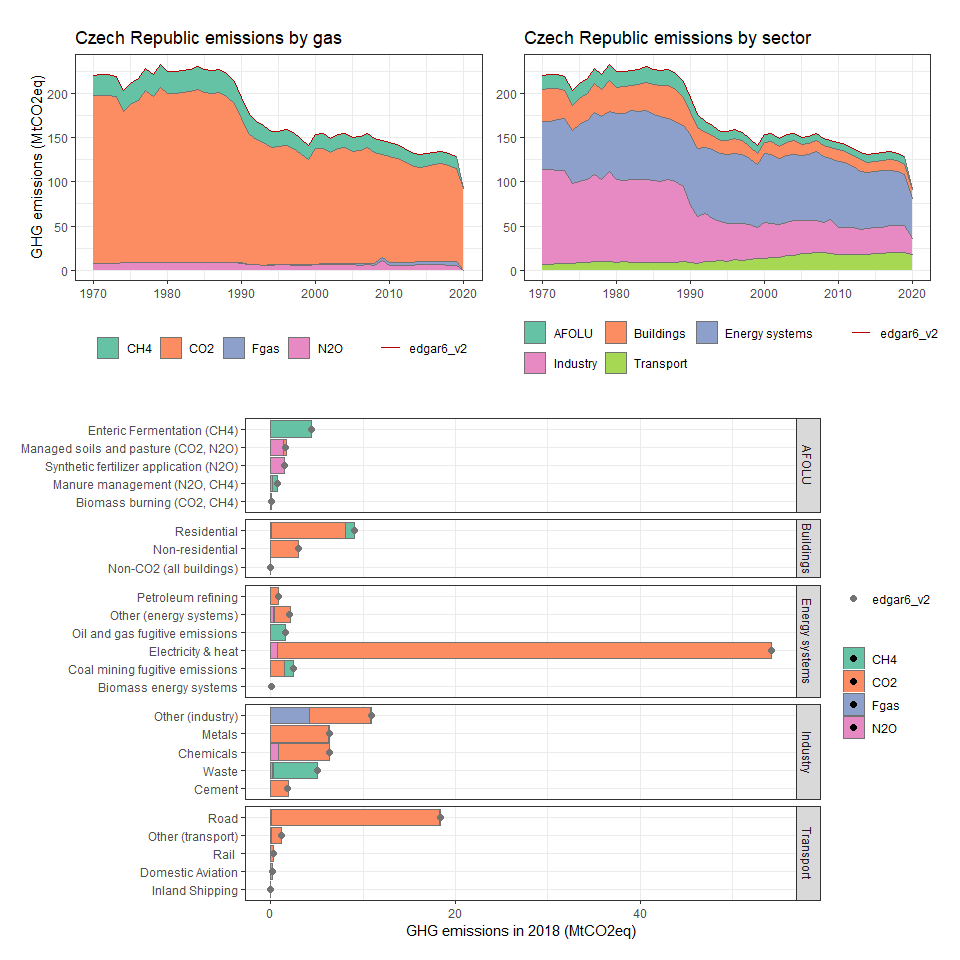 Czech Republic emissions by gas
GHG emissions (MtCO2eq)
200
150
100
50
0
1970 1980 1990 2000 2010 2020
CH4 CO2 Fgas N2O edgar6_v2
Czech Republic emissions by sector
200
150
100
50
0
1970 1980 1990 2000 2010 2020
AFOLU Buildings Energy systems edgar6_v2
Industry Transport
Enteric Fermentation (CH4)
Managed soils and pasture (CO2, N2O)
Synthetic fertilizer application (N2O)
Manure management (N2O, CH4)
Biomass burning (CO2, CH4)
AFOLU
Residential
Non-residential
Non-CO2 (all buildings)
Buildings
Petroleum refining
Other (energy systems)
Oil and gas fugitive emissions
Electricity & heat
Coal mining fugitive emissions
Biomass energy systems
Energy systems
Other (industry)
Metals
Chemicals
Waste
Cement
Industry
Road
Other (transport)
Rail
Domestic Aviation
Inland Shipping
Transport
0 20 40
GHG emissions in 2018 (MtCO2eq)
edgar6_v2
CH4
CO2
Fgas
N2O